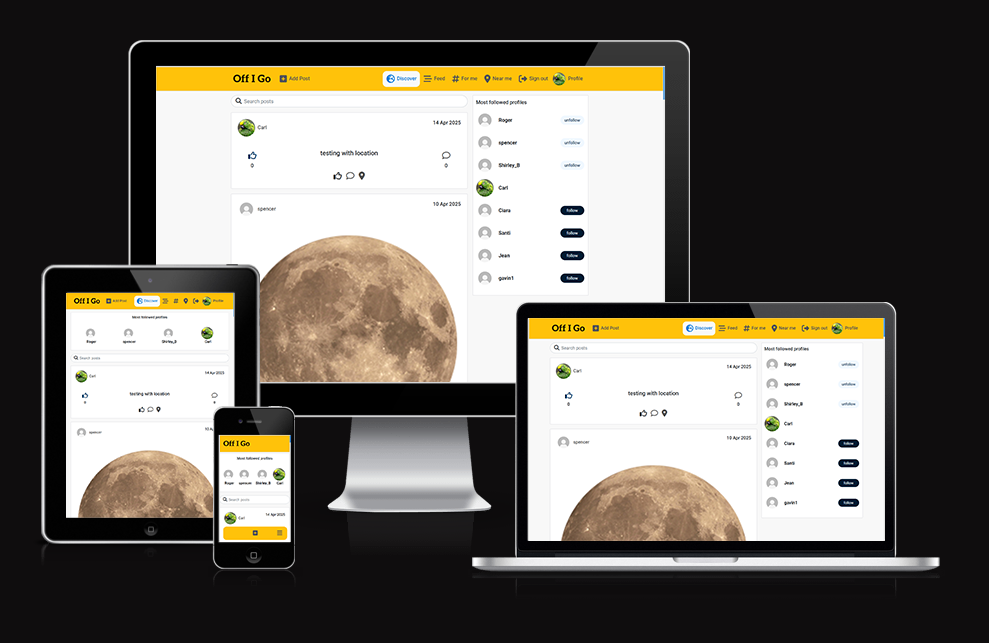 Off I Go Add Post Discover Feed For me Near me Sign out Profile
Search posts
Carl 14 Apr 2025
testing with location
0 0
spencer 10 Apr 2025
Most followed profiles
Roger unfollow
spencer unfollow
Shirley_B unfollow
Carl
Ciara follow
Santi follow
Jean follow
gavin1 follow
Off I Go Add Post Discover Profile
Most followed profiles
Roger spencer Shirley_B Carl
Search posts
Carl 14 Apr 2025
testing with location
0 0
spencer
Off I Go
Most followed profiles
Roger spencer Shirley_B Carl
Search posts
Carl 14 Apr 2025
Off I Go Add Post Discover Feed For me Near me Sign out Profile
Search posts
Carl 14 Apr 2025
testing with location
0 0
spencer 10 Apr 2025
Most followed profiles
Roger unfollow
spencer unfollow
Shirley_B unfollow
Carl
Ciara follow
Santi follow
Jean follow
gavin1 follow